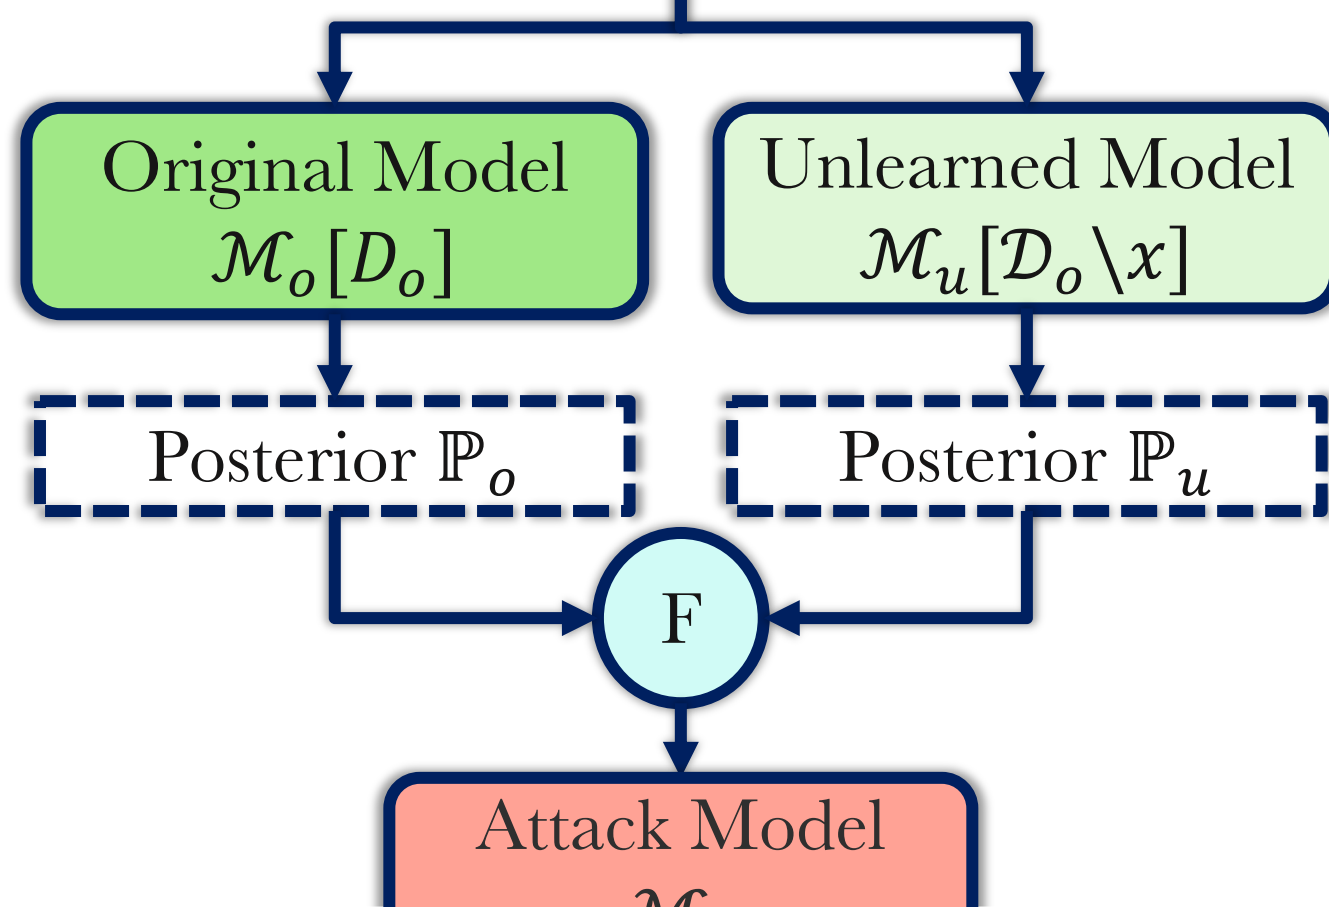 Original Model
ℳo[Do]
Unlearned Model
ℳu[𝒟o\x]
Posterior ℙo
Posterior ℙu
F
Attack Model